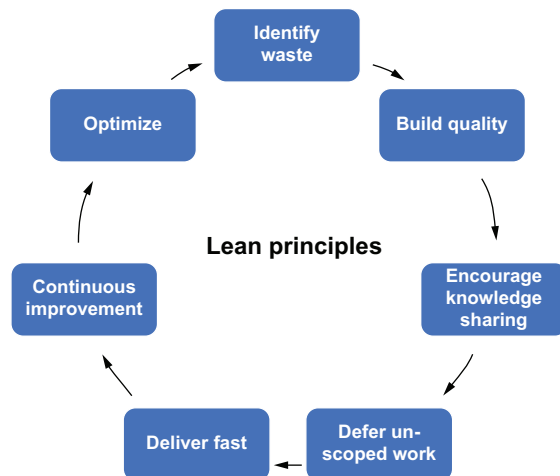 Identify
waste
Build quality
Encourage
knowledge
sharing
Defer un-
scoped work
Deliver fast
Continuous
improvement
Optimize
Lean principles